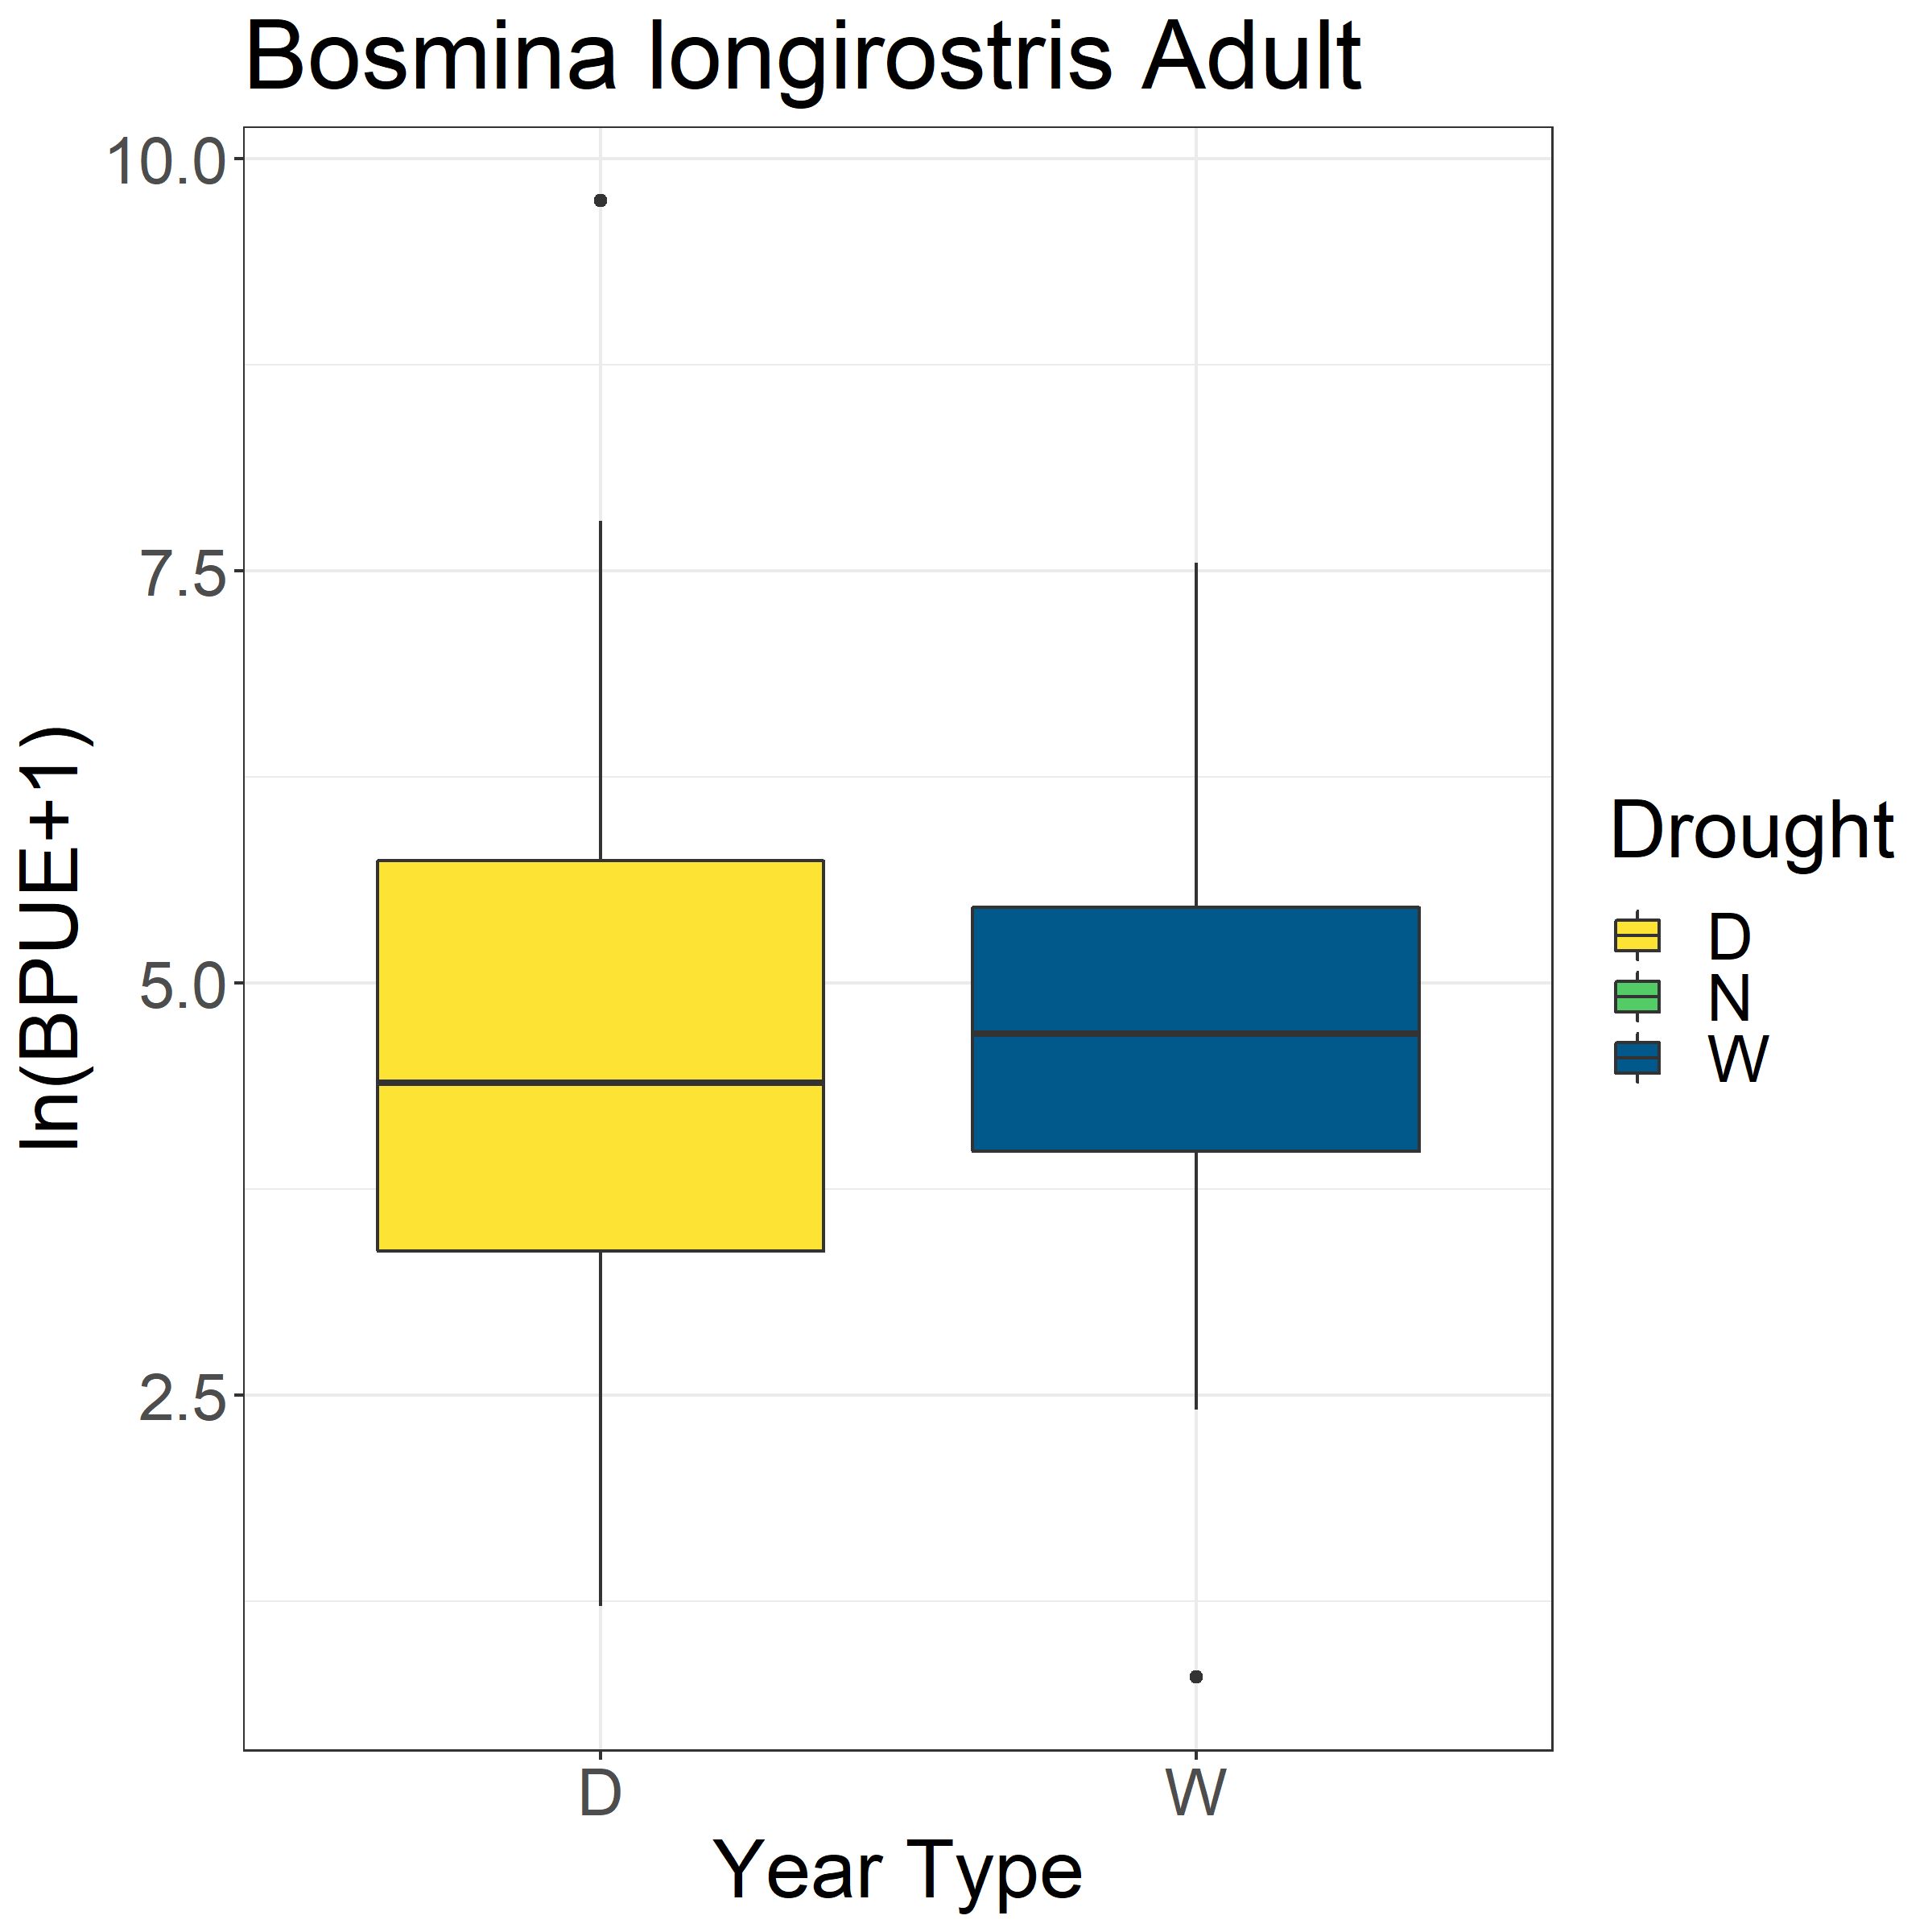 Bosmina longirostris Adult
10.0
7.5
5.0
2.5
ln(BPUE+1)
D
W
Year Type
Drought
D
N
W